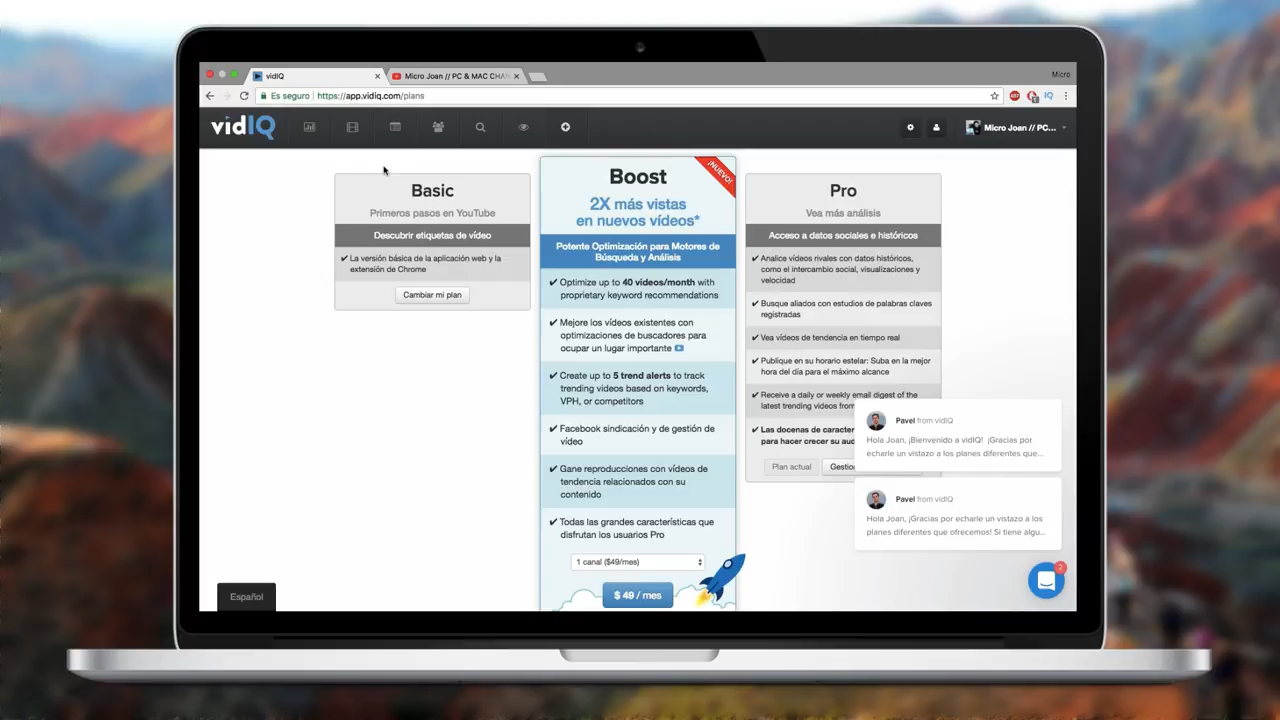 vidIQ
Micro Joan // PC & MAC CHAN
Micro
Es seguro
https://app.vidiq.com/plans
vidIQ
Micro Joan // PC...
Basic
Primeros pasos en YouTube
Descubrir etiquetas de vídeo
✔ La versión básica de la aplicación web y la
extensión de Chrome
Cambiar mi plan
¡NUEVO!
Boost
2X más vistas
en nuevos vídeos*
Potente Optimización para Motores de
Búsqueda y Análisis
✔ Optimize up to 40 videos/month with
proprietary keyword recommendations
✔ Mejore los vídeos existentes con
optimizaciones de buscadores para
ocupar un lugar importante
✔ Create up to 5 trend alerts to track
trending videos based on keywords,
VPH, or competitors
✔ Facebook sindicación y de gestión de
vídeo
✔ Gane reproducciones con vídeos de
tendencia relacionados con su
contenido
✔ Todas las grandes características que
disfrutan los usuarios Pro
1 canal ($49/mes)
$ 49 / mes
Pro
Vea más análisis
Acceso a datos sociales e históricos
✔ Analice vídeos rivales con datos históricos,
como el intercambio social, visualizaciones y
velocidad
✔ Busque aliados con estudios de palabras claves
registradas
✔ Vea vídeos de tendencia en tiempo real
✔ Publique en su horario estelar: Suba en la mejor
hora del día para el máximo alcance
✔ Receive a daily or weekly email digest of the
latest trending videos from
✔ Las docenas de caract
para hacer crecer su
Plan actual
Pavel from vidIQ
Hola Joan, ¡Bienvenido a vidIQ! ¡Gracias por
echarle un vistazo a los planes diferentes que...
Pavel from vidIQ
Hola Joan, ¡Gracias por echarle un vistazo a los
planes diferentes que ofrecemos! Si tiene algu...
2
Español